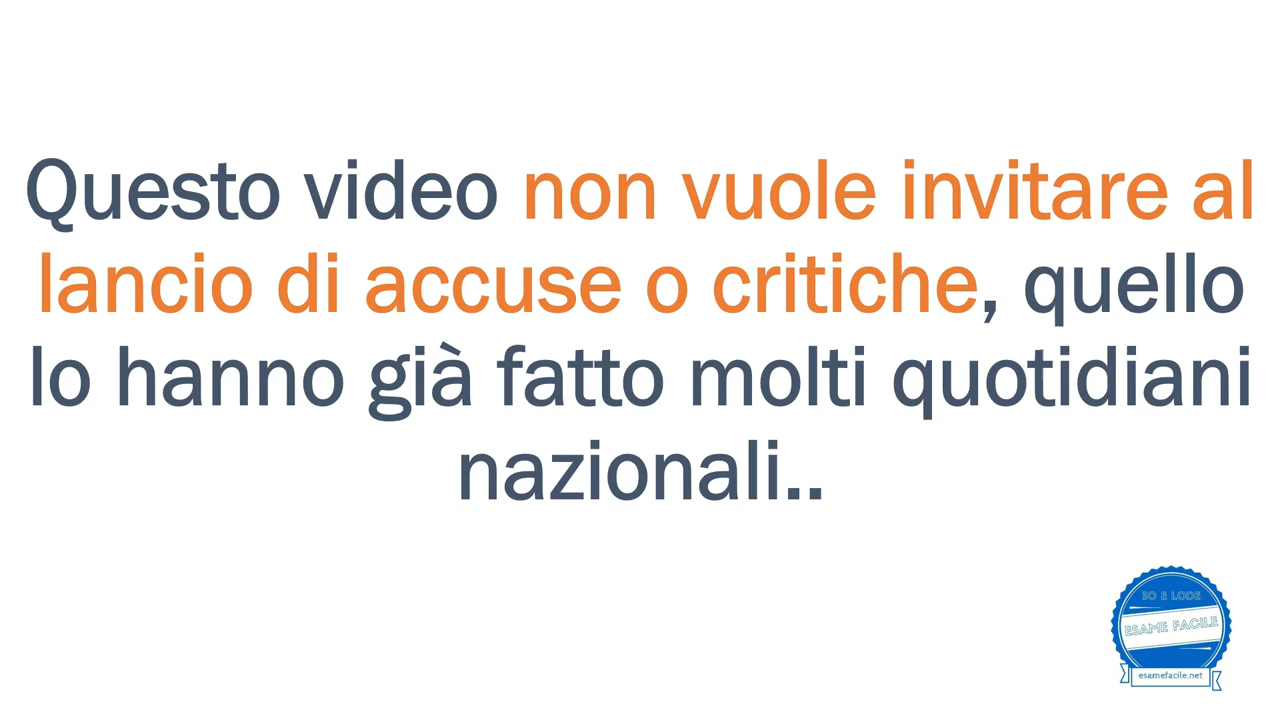 Questo video non vuole invitare al
lancio di accuse o critiche, quello
lo hanno già fatto molti quotidiani
nazionali..
30 E LODE
ESAME FACILE
esamefacile.net